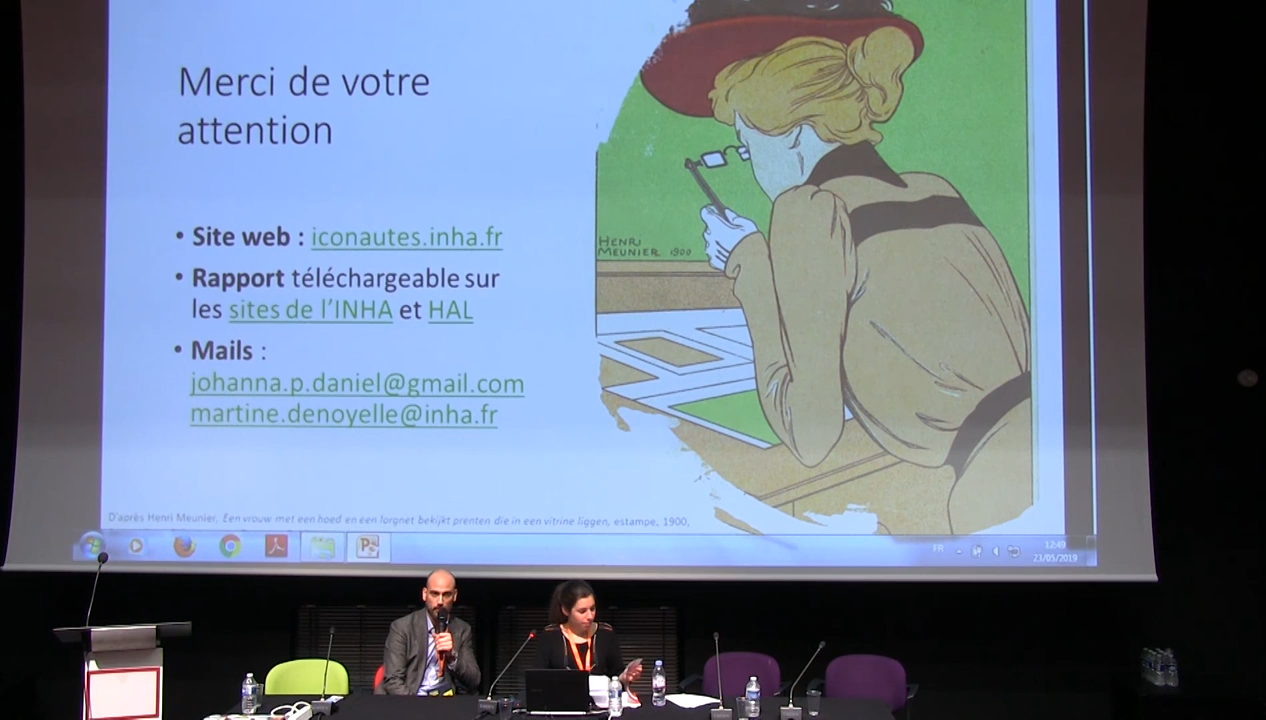 Merci de votre
attention
• Site web : iconautes.inha.fr
• Rapport téléchargeable sur
les sites de l'INHA et HAL
• Mails :
johanna.p.daniel@gmail.com
martine.denoyelle@inha.fr
HENRI
MEUNIER 1900
D'après Henri Meunier, Een vrouw met een hoed en een lorgnet bekijkt prenten die in een vitrine liggen, estampe, 1900,
FR
12:49
23/05/2019